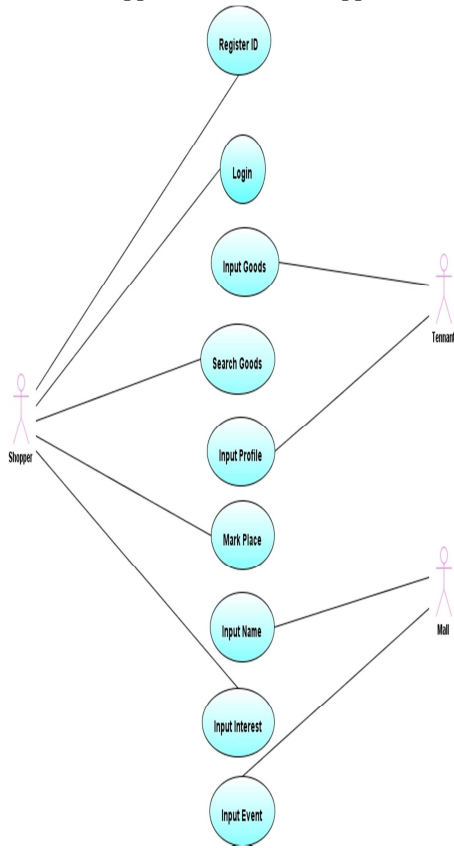 Register ID
Login
Input Goods
Tennant
Search Goods
Shopper
Input Profile
Mark Place
Input Name
Mall
Input Interest
Input Event